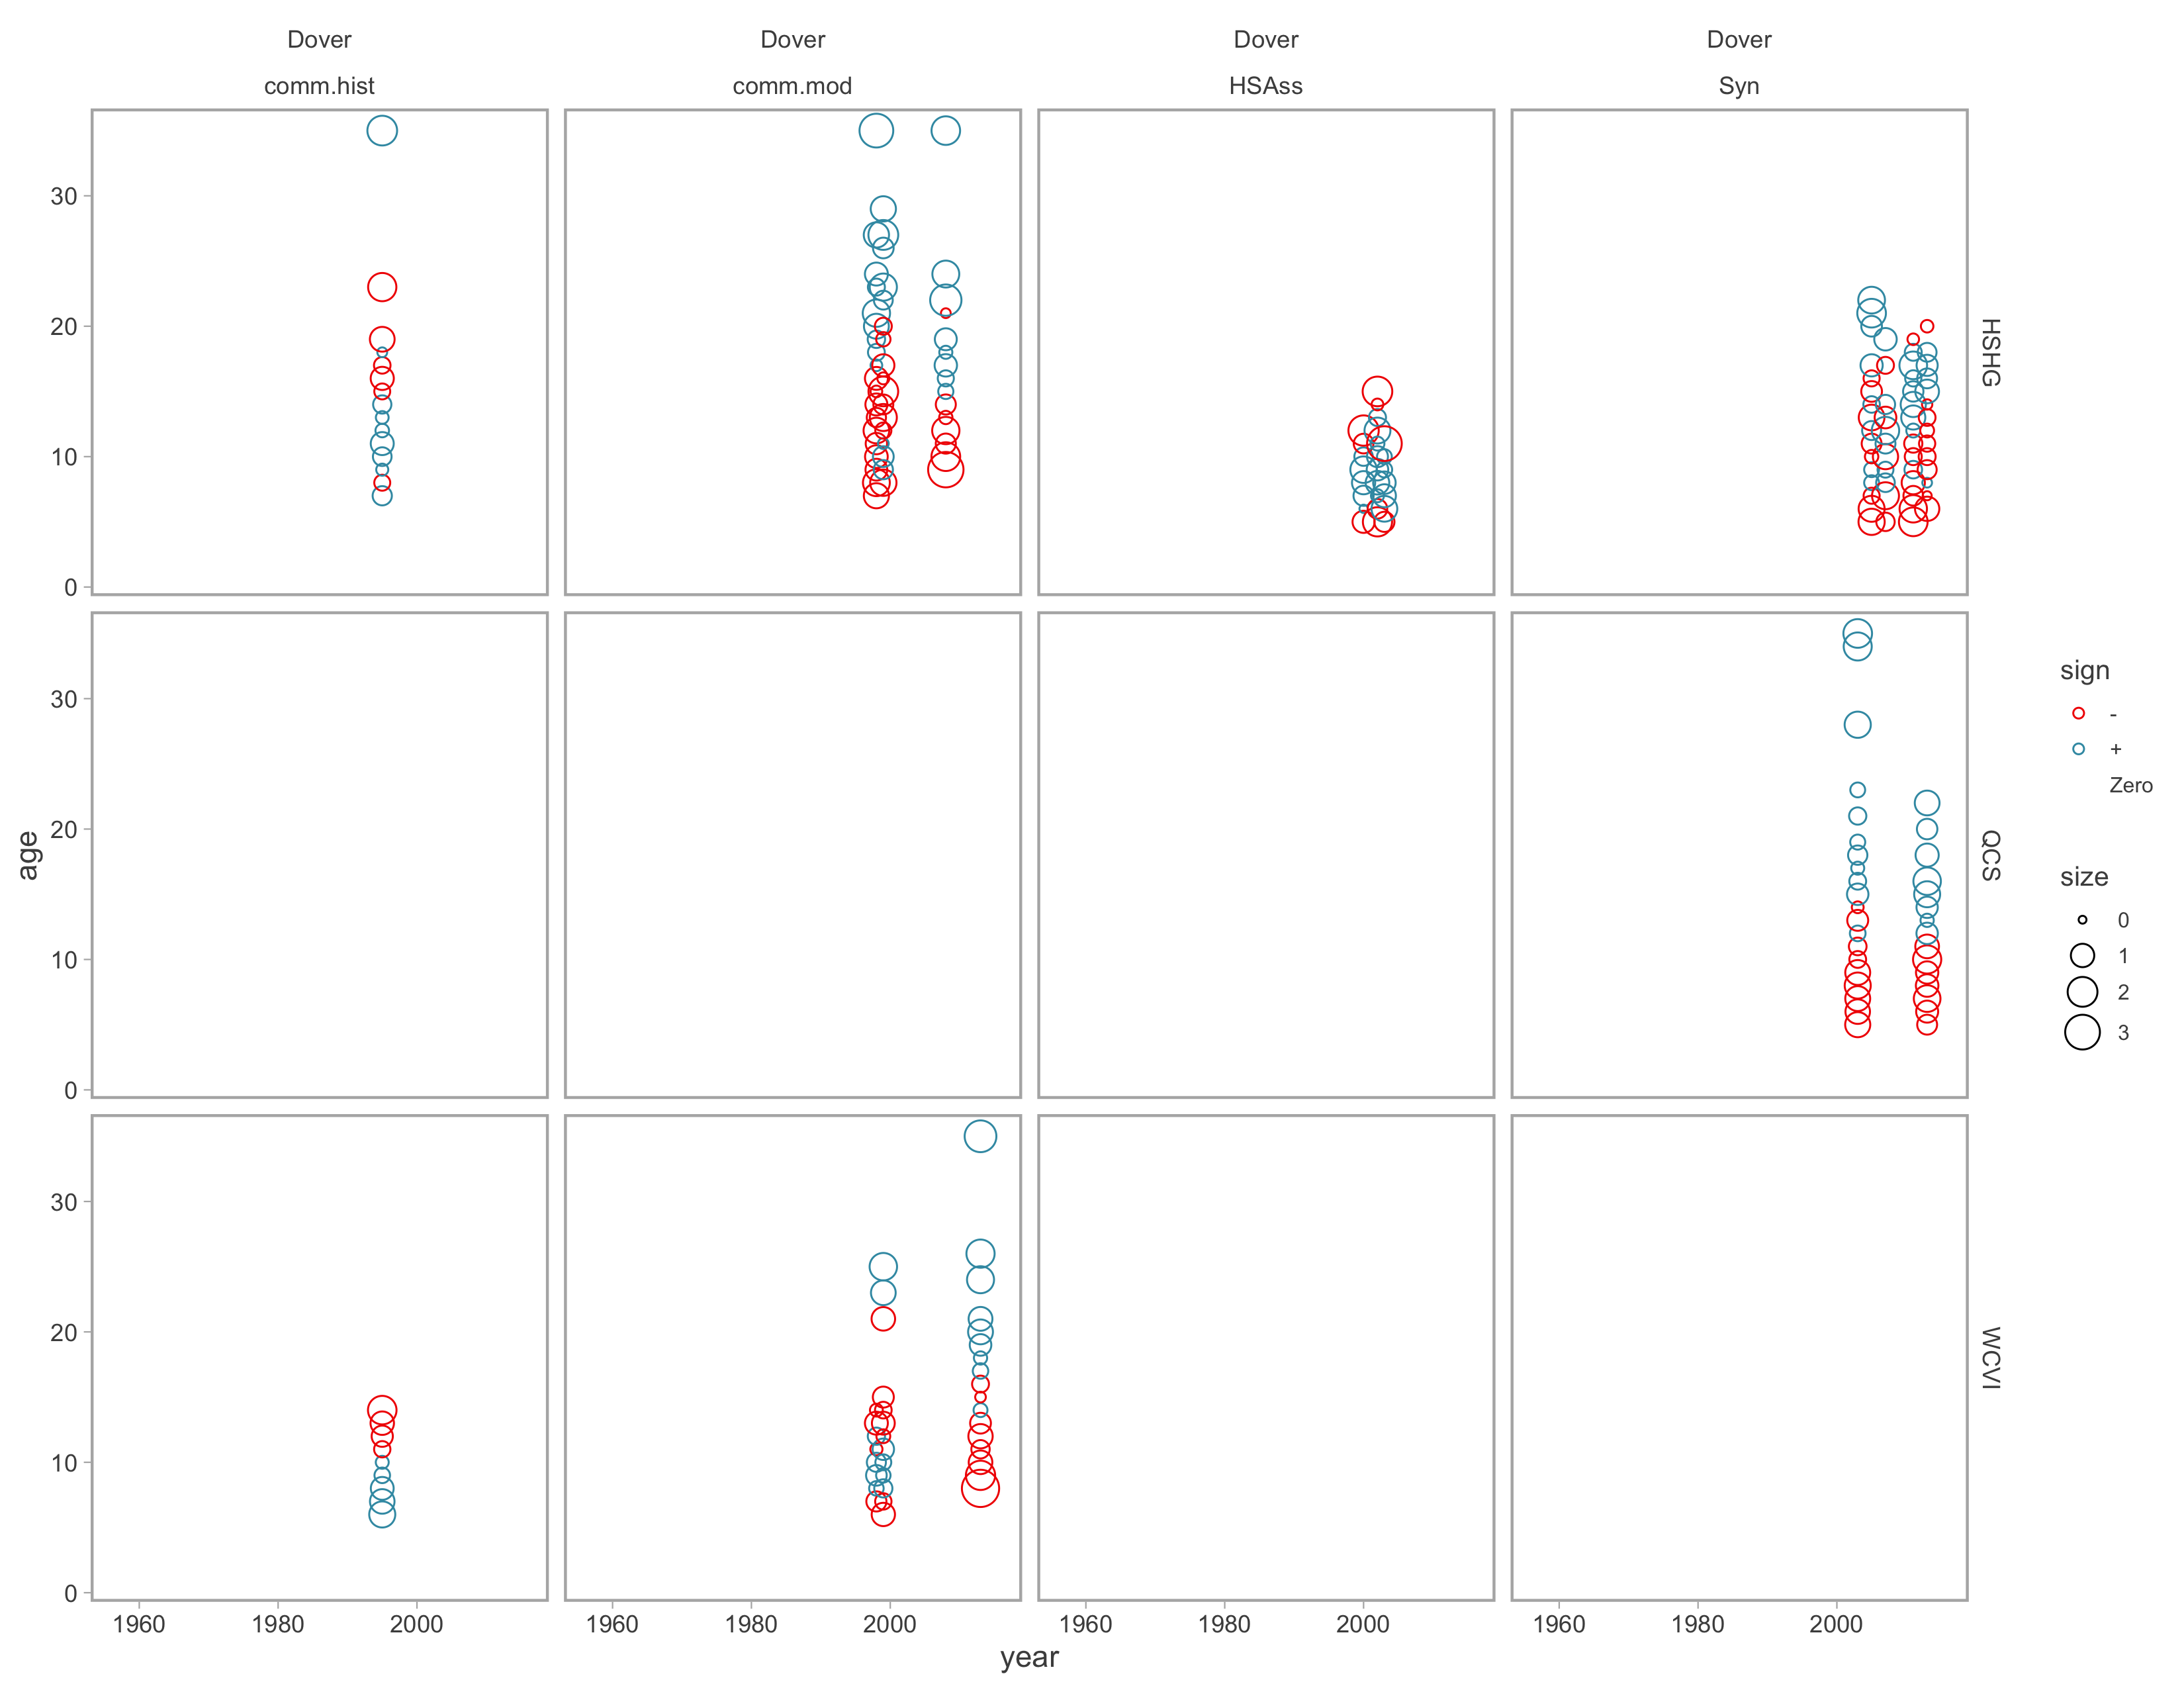 Dover Dover Dover Dover
comm.hist comm.mod HSAss Syn
30
20
10
0
HSHG
30
20
10
0
QCS
30
20
10
0
WCVI
1960 1980 2000 1960 1980 2000 1960 1980 2000 1960 1980 2000
year
age
sign
-
+
Zero
size
0
1
2
3